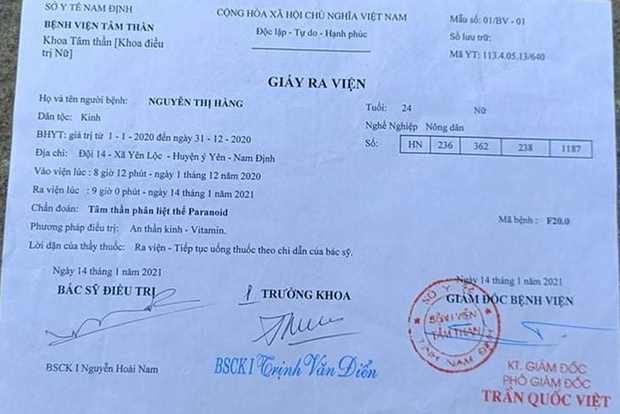 SỞ Y TẾ NAM ĐỊNH
BỆNH VIỆN TÂM THẦN
Khoa Tâm thần [Khoa điều
trị Nữ]
CỘNG HÒA XÃ HỘI CHỦ NGHĨA VIỆT NAM
Độc lập - Tự do - Hạnh phúc
Mẫu số: 01/BV - 01
Số lưu trữ:
Mã YT: 113.4.05.13/640
GIẤY RA VIỆN
Họ và tên người bệnh: NGUYỄN THỊ HẰNG
Tuổi: 24 Nữ
Dân tộc: Kinh
Nghề Nghiệp Nông dân
BHYT: giá trị từ 1 - 1 - 2020 đến ngày 31 - 12 - 2020
Số: HN 236 362 238 1187
Địa chỉ: Đội 14 - Xã Yên Lộc - Huyện ý Yên - Nam Định
Vào viện lúc : 8 giờ 12 phút - ngày 1 tháng 12 năm 2020
Ra viện lúc : 9 giờ 0 phút - ngày 14 tháng 1 năm 2021
Chẩn đoán: Tâm thần phân liệt thể Paranoid
Mã bệnh : F20.0
Phương pháp điều trị: An thần kinh - Vitamin.
Lời dặn của thầy thuốc: Ra viện - Tiếp tục uống thuốc theo chỉ dẫn của bác sỹ.
Ngày 14 tháng 1 năm 2021
BÁC SỸ ĐIỀU TRỊ
TRƯỞNG KHOA
Ngày 14 tháng 1 năm 2021
GIÁM ĐỐC BỆNH VIỆN
SỞ Y TẾ
BỆNH VIỆN
TÂM THẦN
TỈNH NAM ĐỊNH
BSCK I Nguyễn Hoài Nam
BSCK I Trịnh Văn Diễn
KT. GIÁM ĐỐC
PHÓ GIÁM ĐỐC
TRẦN QUỐC VIỆT